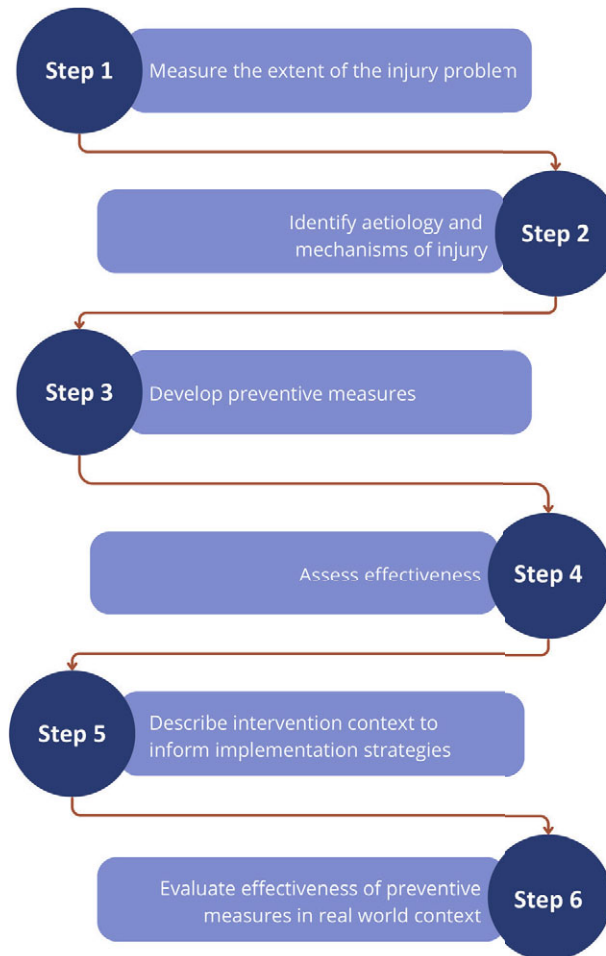 Step 1
Measure the extent of the injury problem
Identify aetiology and
mechanisms of injury
Step 2
Step 3
Develop preventive measures
Assess effectiveness
Step 4
Step 5
Describe intervention context to
inform implementation strategies
Evaluate effectiveness of preventive
measures in real world context
Step 6